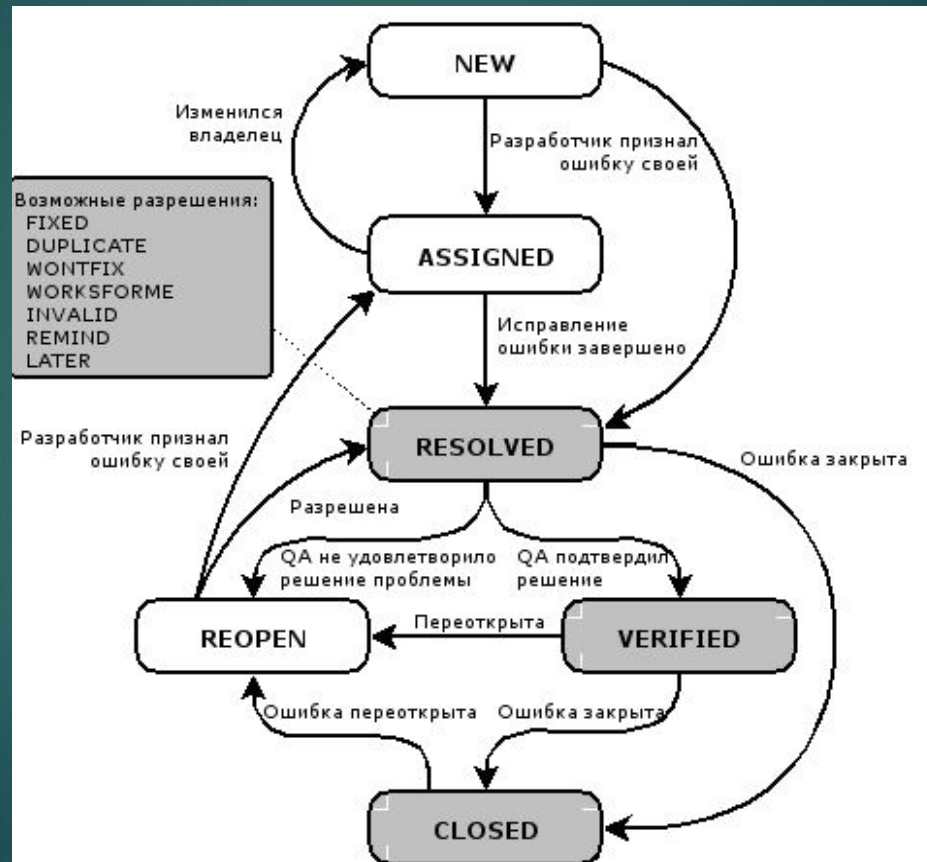 NEW
Изменился
владелец
Разработчик признал
ошибку своей
Возможные разрешения:
FIXED
DUPLICATE
WONTFIX
WORKSFORME
INVALID
REMIND
LATER
ASSIGNED
Исправление
ошибки завершено
Разработчик признал
ошибку своей
RESOLVED
Ошибка закрыта
Разрешена
QA не удовлетворило
решение проблемы
QA подтвердил
решение
REOPEN
Переоткрыта
VERIFIED
Ошибка переоткрыта
Ошибка закрыта
CLOSED